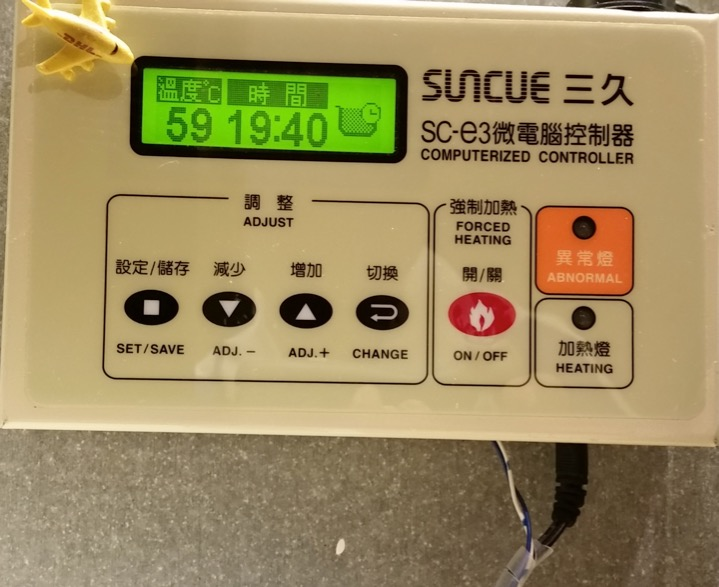 DHL
溫度°C 時間
59 19:40
SUNCUE 三久
SC-e3微電腦控制器
COMPUTERIZED CONTROLLER
調整
ADJUST
設定/儲存 減少 增加 切換
SET/SAVE ADJ.- ADJ.+ CHANGE
強制加熱
FORCED
HEATING
開/關
ON/OFF
異常燈
ABNORMAL
加熱燈
HEATING